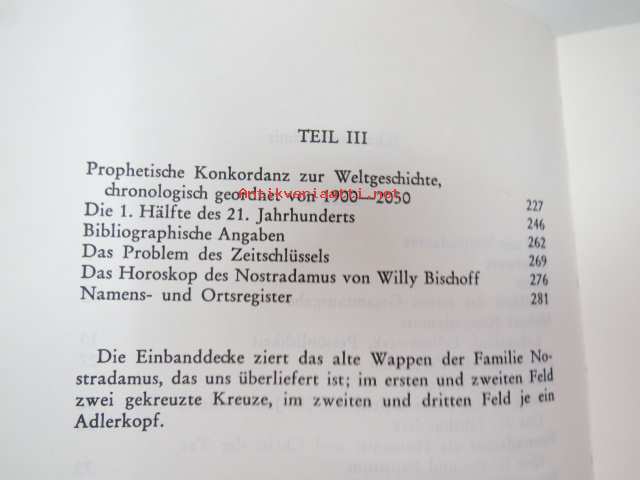 TEIL III
Prophetische Konkordanz zur Weltgeschichte,
chronologisch geordnet von 1900—2050 227
Antikvariaatti.net
Die 1. Hälfte des 21. Jahrhunderts 246
Bibliographische Angaben 262
Das Problem des Zeitschlüssels 269
Das Horoskop des Nostradamus von Willy Bischoff 276
Namens- und Ortsregister 281
Die Einbanddecke ziert das alte Wappen der Familie No-
stradamus, das uns überliefert ist; im ersten und zweiten Feld
zwei gekreuzte Kreuze, im zweiten und dritten Feld je ein
Adlerkopf.